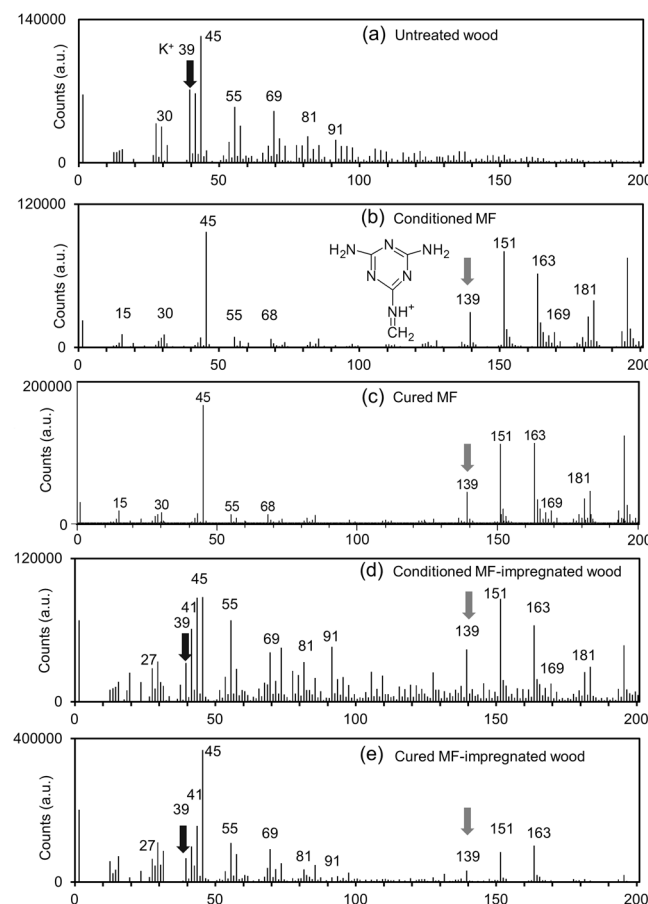 140000
(a) Untreated wood
K⁺ 39
45
30
55
69
81
91
Counts (a.u.)
0
0 50 100 150 200
120000
(b) Conditioned MF
45
15
30
55
68
H₂N
N
NH₂
N
N
NH⁺
CH₂
139
151
163
169
181
Counts (a.u.)
0
0 50 100 150 200
200000
(c) Cured MF
45
15
30
55
68
139
151
163
169
181
Counts (a.u.)
0
0 50 100 150 200
120000
(d) Conditioned MF-impregnated wood
27
39
41
45
55
69
81
91
139
151
163
169
181
Counts (a.u.)
0
0 50 100 150 200
400000
(e) Cured MF-impregnated wood
27
39
41
45
55
69
81
91
139
151
163
Counts (a.u.)
0
0 50 100 150 200